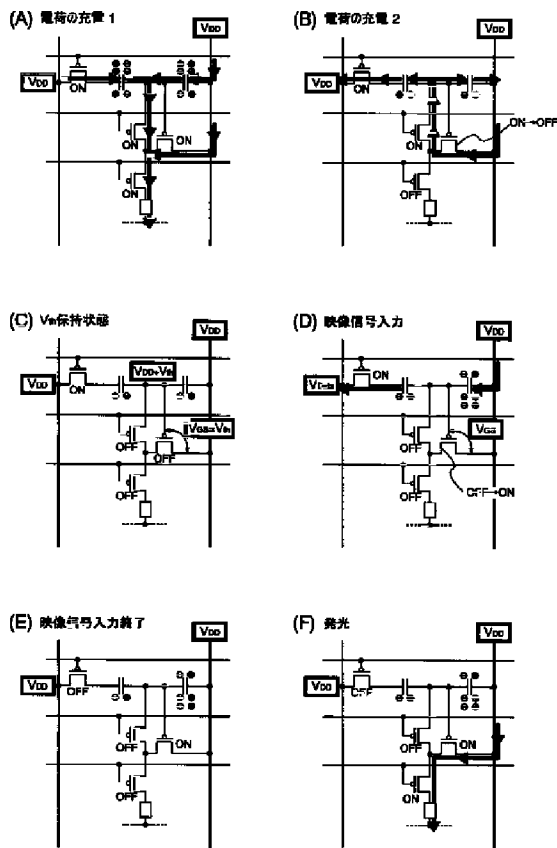 (A) 電荷の充電 1
VDD
VDD
ON
ON
ON
ON
(B) 電荷の充電 2
VDD
VDD
ON
ON→OFF
ON
OFF
(C) Vth保持状態
VDD
VDD
VDD+Vth
ON
VGS=Vth
OFF
OFF
OFF
(D) 映像信号入力
VDD
VData
ON
VGS
OFF
OFF
OFF→ON
(E) 映像信号入力終了
VDD
VDD
OFF
OFF
ON
OFF
(F) 発光
VDD
VDD
OFF
OFF
ON
ON